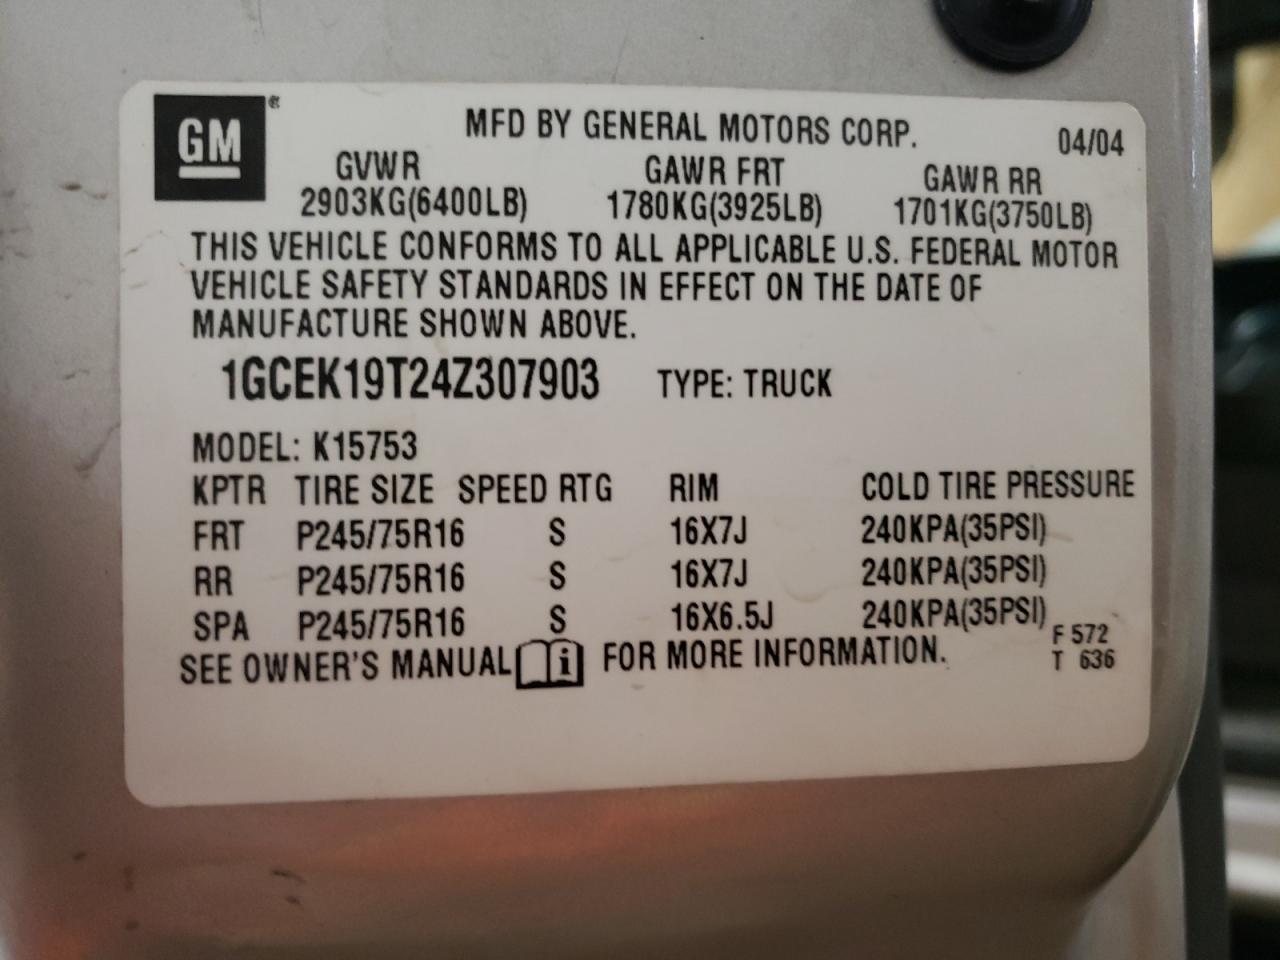 GM ®
MFD BY GENERAL MOTORS CORP. 04/04
GVWR GAWR FRT GAWR RR
2903KG(6400LB) 1780KG(3925LB) 1701KG(3750LB)
THIS VEHICLE CONFORMS TO ALL APPLICABLE U.S. FEDERAL MOTOR
VEHICLE SAFETY STANDARDS IN EFFECT ON THE DATE OF
MANUFACTURE SHOWN ABOVE.
1GCEK19T24Z307903 TYPE: TRUCK
MODEL: K15753
KPTR TIRE SIZE SPEED RTG RIM COLD TIRE PRESSURE
FRT P245/75R16 S 16X7J 240KPA(35PSI)
RR P245/75R16 S 16X7J 240KPA(35PSI)
SPA P245/75R16 S 16X6.5J 240KPA(35PSI)
SEE OWNER'S MANUAL i FOR MORE INFORMATION.
F 572
T 636